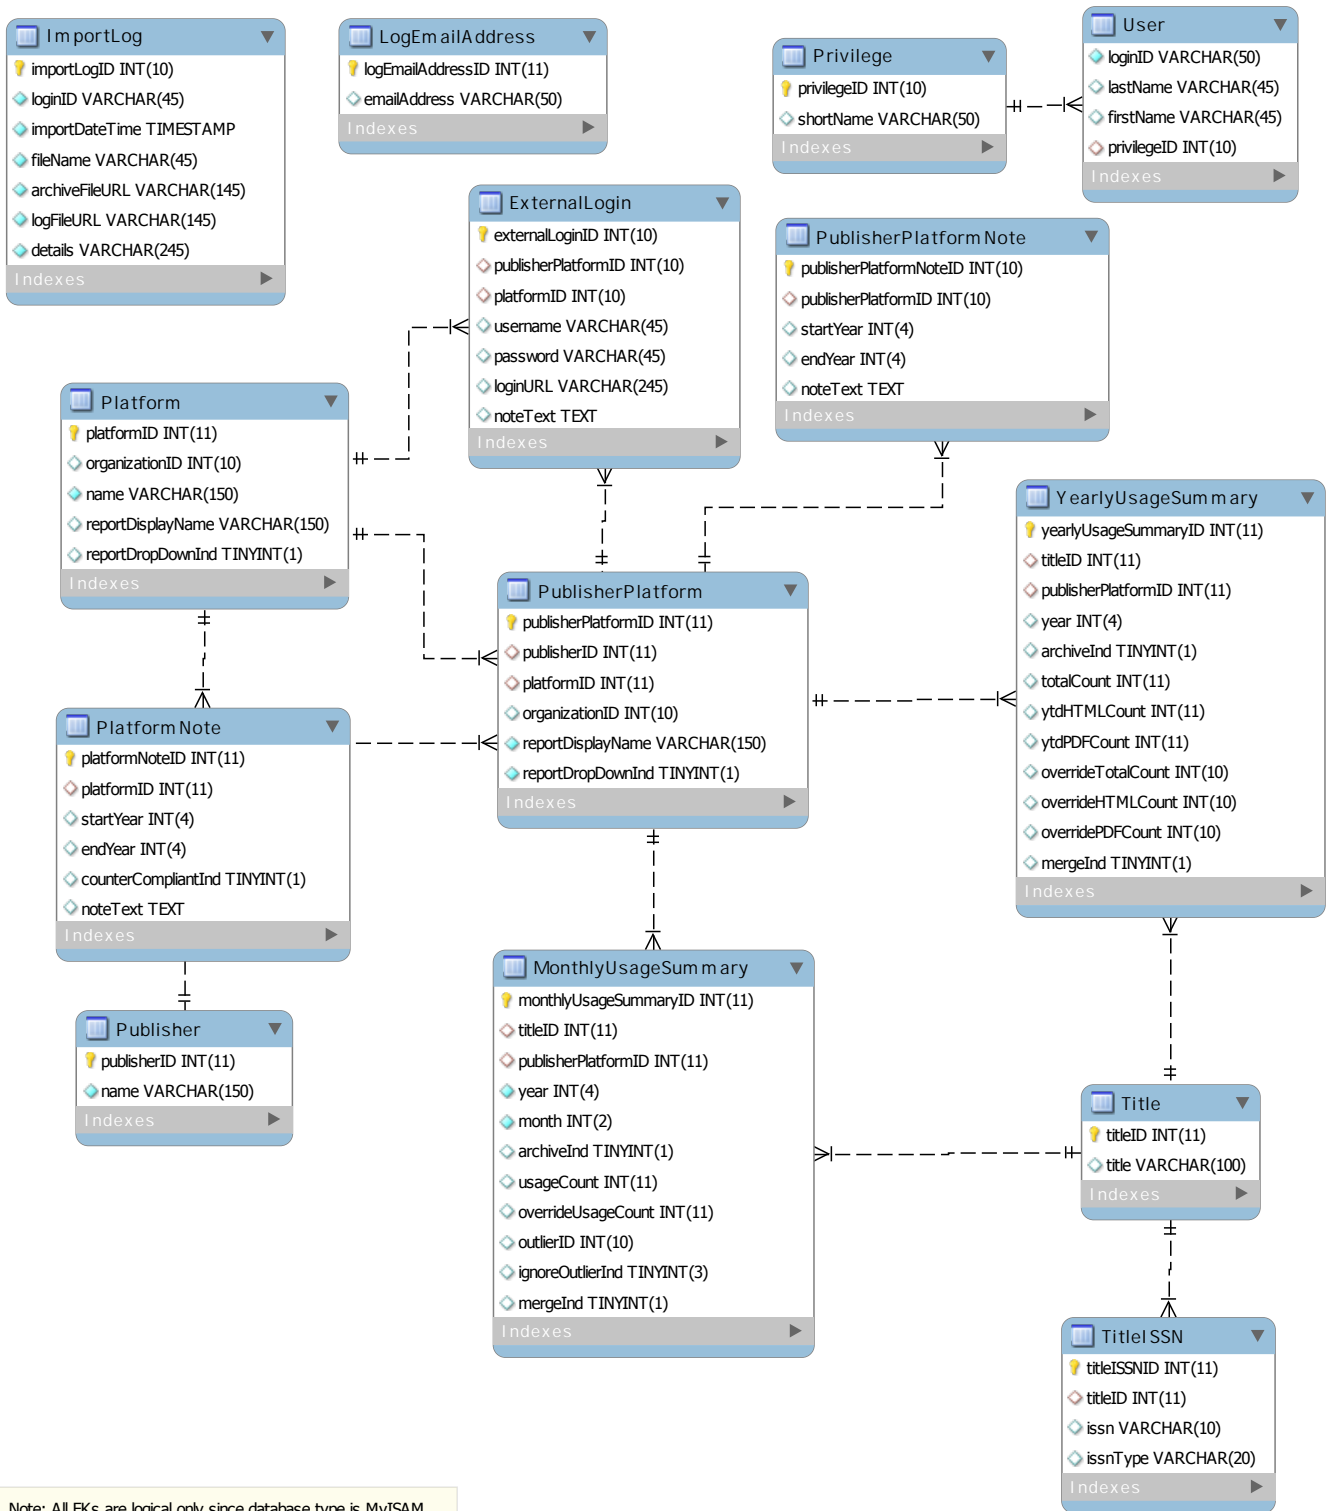 ImportLog
importLogID INT(10)
loginID VARCHAR(45)
importDateTime TIMESTAMP
fileName VARCHAR(45)
archiveFileURL VARCHAR(145)
logFileURL VARCHAR(145)
details VARCHAR(245)
Indexes
LogEmailAddress
logEmailAddressID INT(11)
emailAddress VARCHAR(50)
Indexes
Privilege
privilegeID INT(10)
shortName VARCHAR(50)
Indexes
User
loginID VARCHAR(50)
lastName VARCHAR(45)
firstName VARCHAR(45)
privilegeID INT(10)
Indexes
ExternalLogin
externalLoginID INT(10)
publisherPlatformID INT(10)
platformID INT(10)
username VARCHAR(45)
password VARCHAR(45)
loginURL VARCHAR(245)
noteText TEXT
Indexes
PublisherPlatformNote
publisherPlatformNoteID INT(10)
publisherPlatformID INT(10)
startYear INT(4)
endYear INT(4)
noteText TEXT
Indexes
Platform
platformID INT(11)
organizationID INT(10)
name VARCHAR(150)
reportDisplayName VARCHAR(150)
reportDropDownInd TINYINT(1)
Indexes
PublisherPlatform
publisherPlatformID INT(11)
publisherID INT(11)
platformID INT(11)
organizationID INT(10)
reportDisplayName VARCHAR(150)
reportDropDownInd TINYINT(1)
Indexes
YearlyUsageSummary
yearlyUsageSummaryID INT(11)
titleID INT(11)
publisherPlatformID INT(11)
year INT(4)
archiveInd TINYINT(1)
totalCount INT(11)
ytdHTMLCount INT(11)
ytdPDFCount INT(11)
overrideTotalCount INT(10)
overrideHTMLCount INT(10)
overridePDFCount INT(10)
mergeInd TINYINT(1)
Indexes
PlatformNote
platformNoteID INT(11)
platformID INT(11)
startYear INT(4)
endYear INT(4)
counterCompliantInd TINYINT(1)
noteText TEXT
Indexes
Publisher
publisherID INT(11)
name VARCHAR(150)
Indexes
MonthlyUsageSummary
monthlyUsageSummaryID INT(11)
titleID INT(11)
publisherPlatformID INT(11)
year INT(4)
month INT(2)
archiveInd TINYINT(1)
usageCount INT(11)
overrideUsageCount INT(11)
outlierID INT(10)
ignoreOutlierInd TINYINT(3)
mergeInd TINYINT(1)
Indexes
Title
titleID INT(11)
title VARCHAR(100)
Indexes
TitleISSN
titleISSNID INT(11)
titleID INT(11)
issn VARCHAR(10)
issnType VARCHAR(20)
Indexes
Note: All FKs are logical only since database type is MyISAM